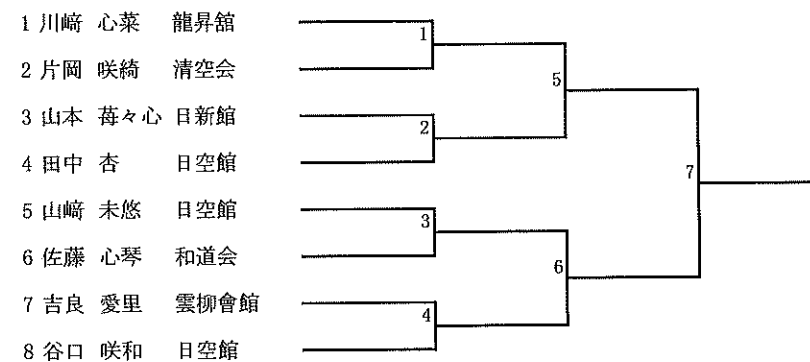 1 川﨑 心菜 龍昇舘
2 片岡 咲綺 清空会
3 山本 苺々心 日新館
4 田中 杏 日空館
5 山﨑 未悠 日空館
6 佐藤 心琴 和道会
7 吉良 愛里 雲柳會館
8 谷口 咲和 日空館
1
5
2
7
3
6
4